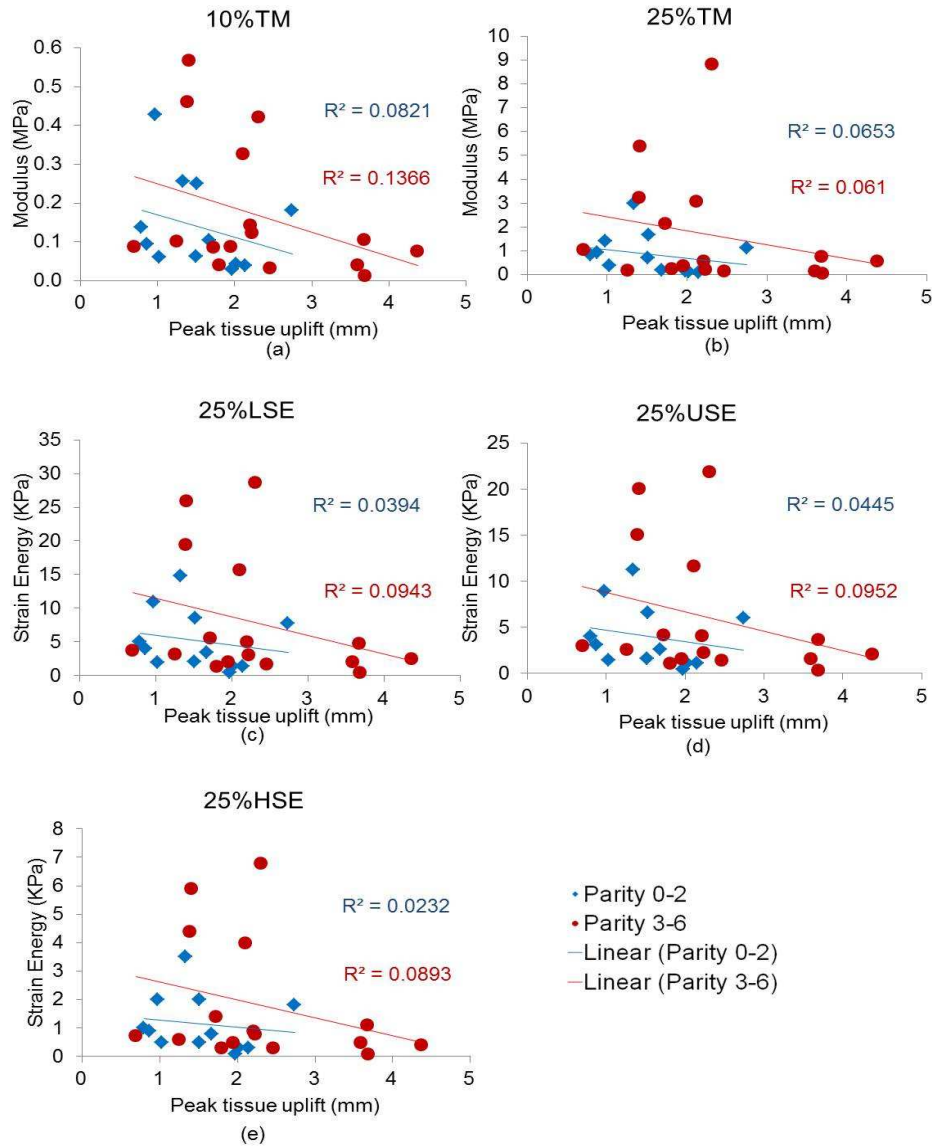 10%TM
0.6
0.5
0.4
0.3
0.2
0.1
0.0
Modulus (MPa)
R² = 0.0821
R² = 0.1366
0 1 2 3 4 5
Peak tissue uplift (mm)
(a)
25%TM
10
9
8
7
6
5
4
3
2
1
0
Modulus (MPa)
R² = 0.0653
R² = 0.061
0 1 2 3 4 5
Peak tissue uplift (mm)
(b)
25%LSE
35
30
25
20
15
10
5
0
Strain Energy (KPa)
R² = 0.0394
R² = 0.0943
0 1 2 3 4 5
Peak tissue uplift (mm)
(c)
25%USE
25
20
15
10
5
0
Strain Energy (KPa)
R² = 0.0445
R² = 0.0952
0 1 2 3 4 5
Peak tissue uplift (mm)
(d)
25%HSE
8
7
6
5
4
3
2
1
0
Strain Energy (KPa)
R² = 0.0232
R² = 0.0893
0 1 2 3 4 5
Peak tissue uplift (mm)
(e)
Parity 0-2
Parity 3-6
Linear (Parity 0-2)
Linear (Parity 3-6)